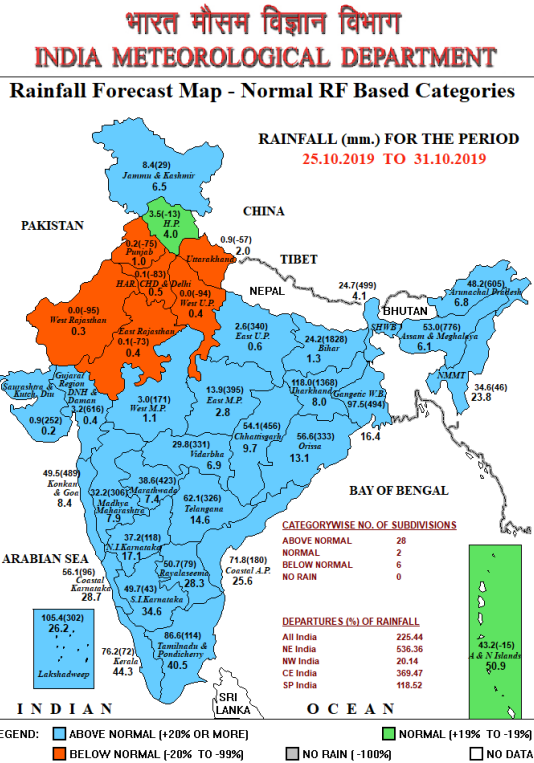 भारत मौसम विज्ञान विभाग
INDIA METEOROLOGICAL DEPARTMENT
Rainfall Forecast Map - Normal RF Based Categories
RAINFALL (mm.) FOR THE PERIOD
25.10.2019 TO 31.10.2019
8.4(29)
Jammu & Kashmir
6.5
CHINA
3.5(-13)
H.P.
4.0
PAKISTAN
0.2(-75)
Punjab
1.0
0.9(-57)
Uttarakhand
2.0
TIBET
0.1(-83)
HAR. CHD & Delhi
0.5
NEPAL
24.7(499)
4.1
48.2(605)
Arunachal Pradesh
6.8
BHUTAN
0.0(-94)
West U.P.
0.4
0.0(-95)
West Rajasthan
0.3
East Rajasthan
0.1(-73)
0.4
2.6(340)
East U.P.
0.6
24.2(1828)
Bihar
1.3
SHWB
53.0(776)
Assam & Meghalaya
6.1
NMMT
34.6(46)
23.8
Gujarat
Region
DNH &
Daman
3.2(616)
0.4
Saurashtra &
Kutch, Diu
0.9(252)
0.2
3.0(171)
West M.P.
1.1
13.9(395)
East M.P.
2.8
118.0(1368)
Jharkhand
8.0
Gangetic W.B.
97.5(494)
16.4
54.1(456)
Chhattisgarh
9.7
56.6(333)
Orissa
13.1
29.8(331)
Vidarbha
6.9
49.5(489)
Konkan
& Goa
8.4
38.6(423)
Marathwada
7.4
32.2(306)
Madhya
Maharashtra
7.9
62.1(326)
Telangana
14.6
BAY OF BENGAL
37.2(118)
N.I.Karnataka
17.1
CATEGORYWISE NO. OF SUBDIVISIONS
ABOVE NORMAL 28
NORMAL 2
BELOW NORMAL 6
NO RAIN 0
ARABIAN SEA
56.1(96)
Coastal
Karnataka
28.7
50.7(79)
Rayalaseema
28.3
71.8(180)
Coastal A.P.
25.6
49.7(43)
S.I.Karnataka
34.6
105.4(302)
26.2
Lakshadweep
86.6(114)
Tamilnadu &
Pondicherry
40.5
76.2(72)
Kerala
44.3
DEPARTURES (%) OF RAINFALL
All India 225.44
NE India 536.36
NW India 20.14
CE India 369.47
SP India 118.52
43.2(-15)
A & N Islands
50.9
SRI
LANKA
INDIAN OCEAN
EGEND: ABOVE NORMAL (+20% OR MORE) NORMAL (+19% TO -19%)
BELOW NORMAL (-20% TO -99%) NO RAIN (-100%) NO DATA